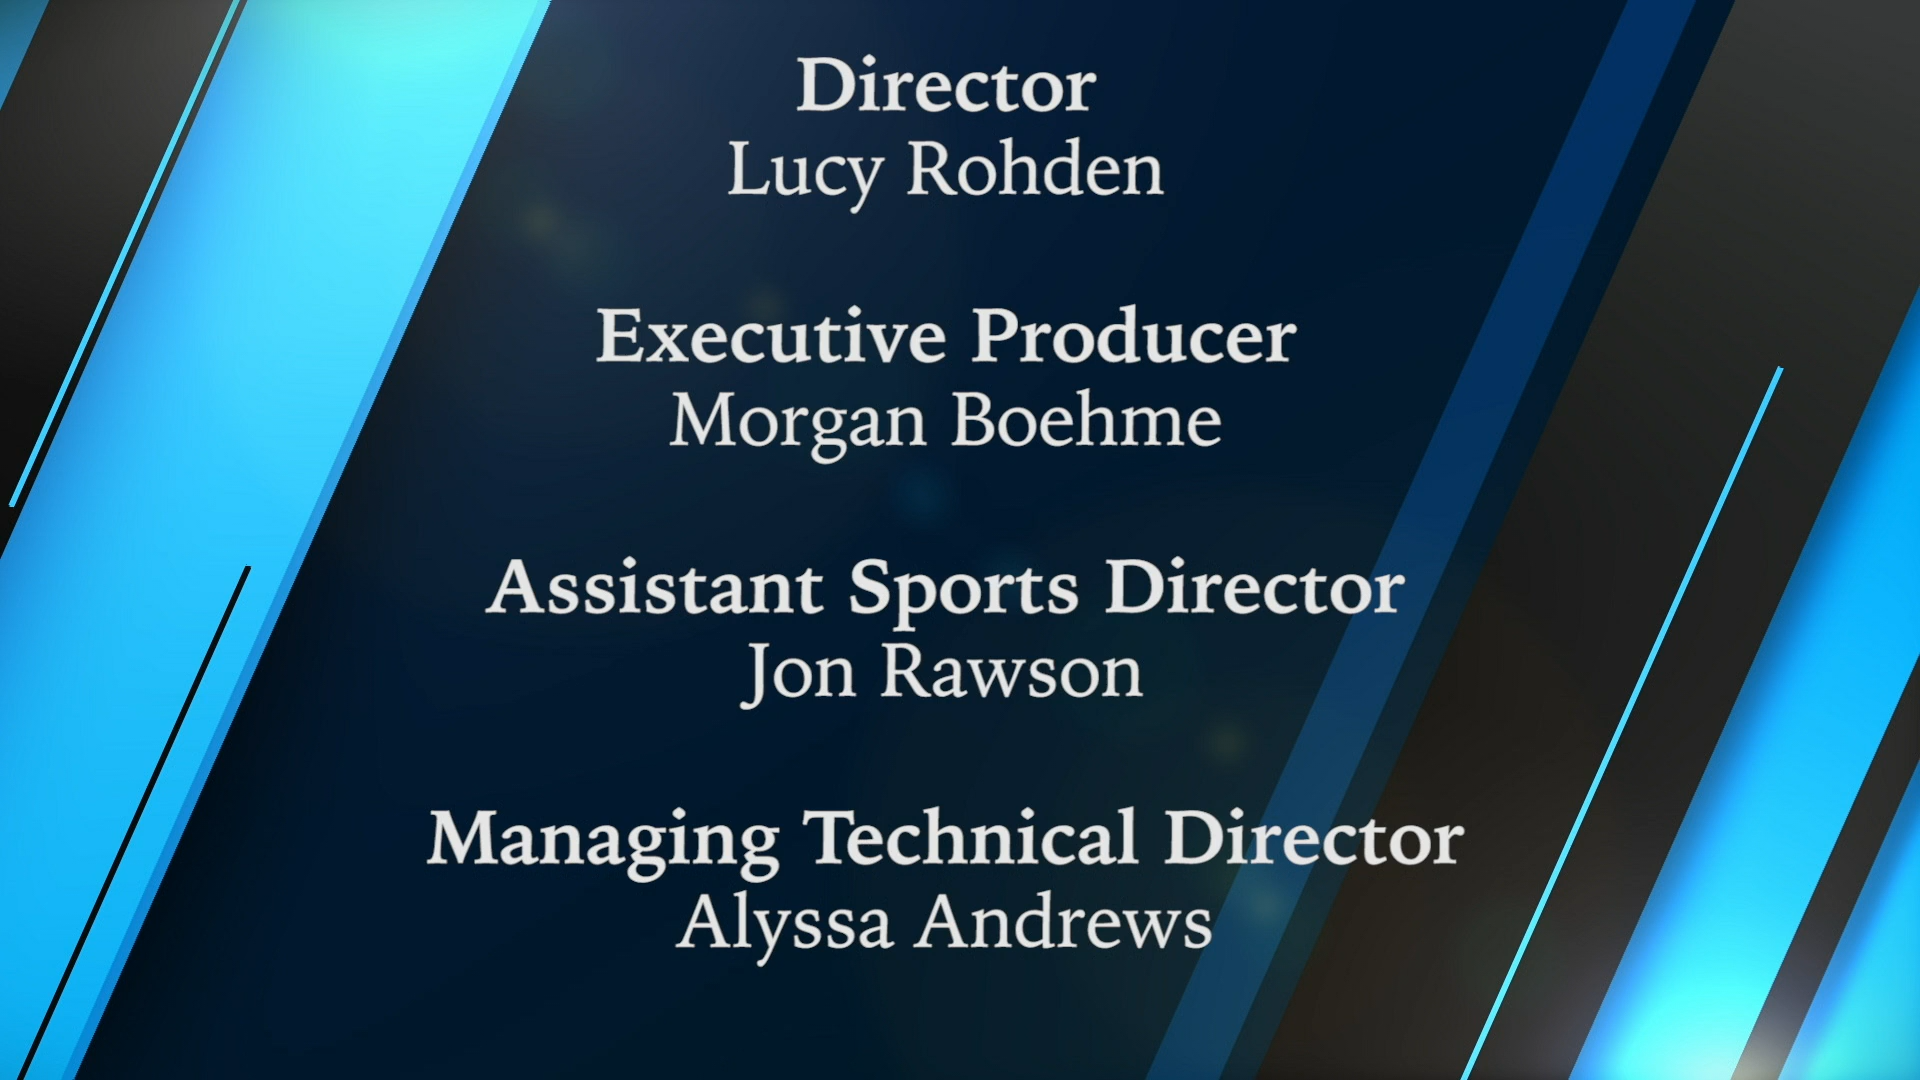 Director
Lucy Rohden
Executive Producer
Morgan Boehme
Assistant Sports Director
Jon Rawson
Managing Technical Director
Alyssa Andrews